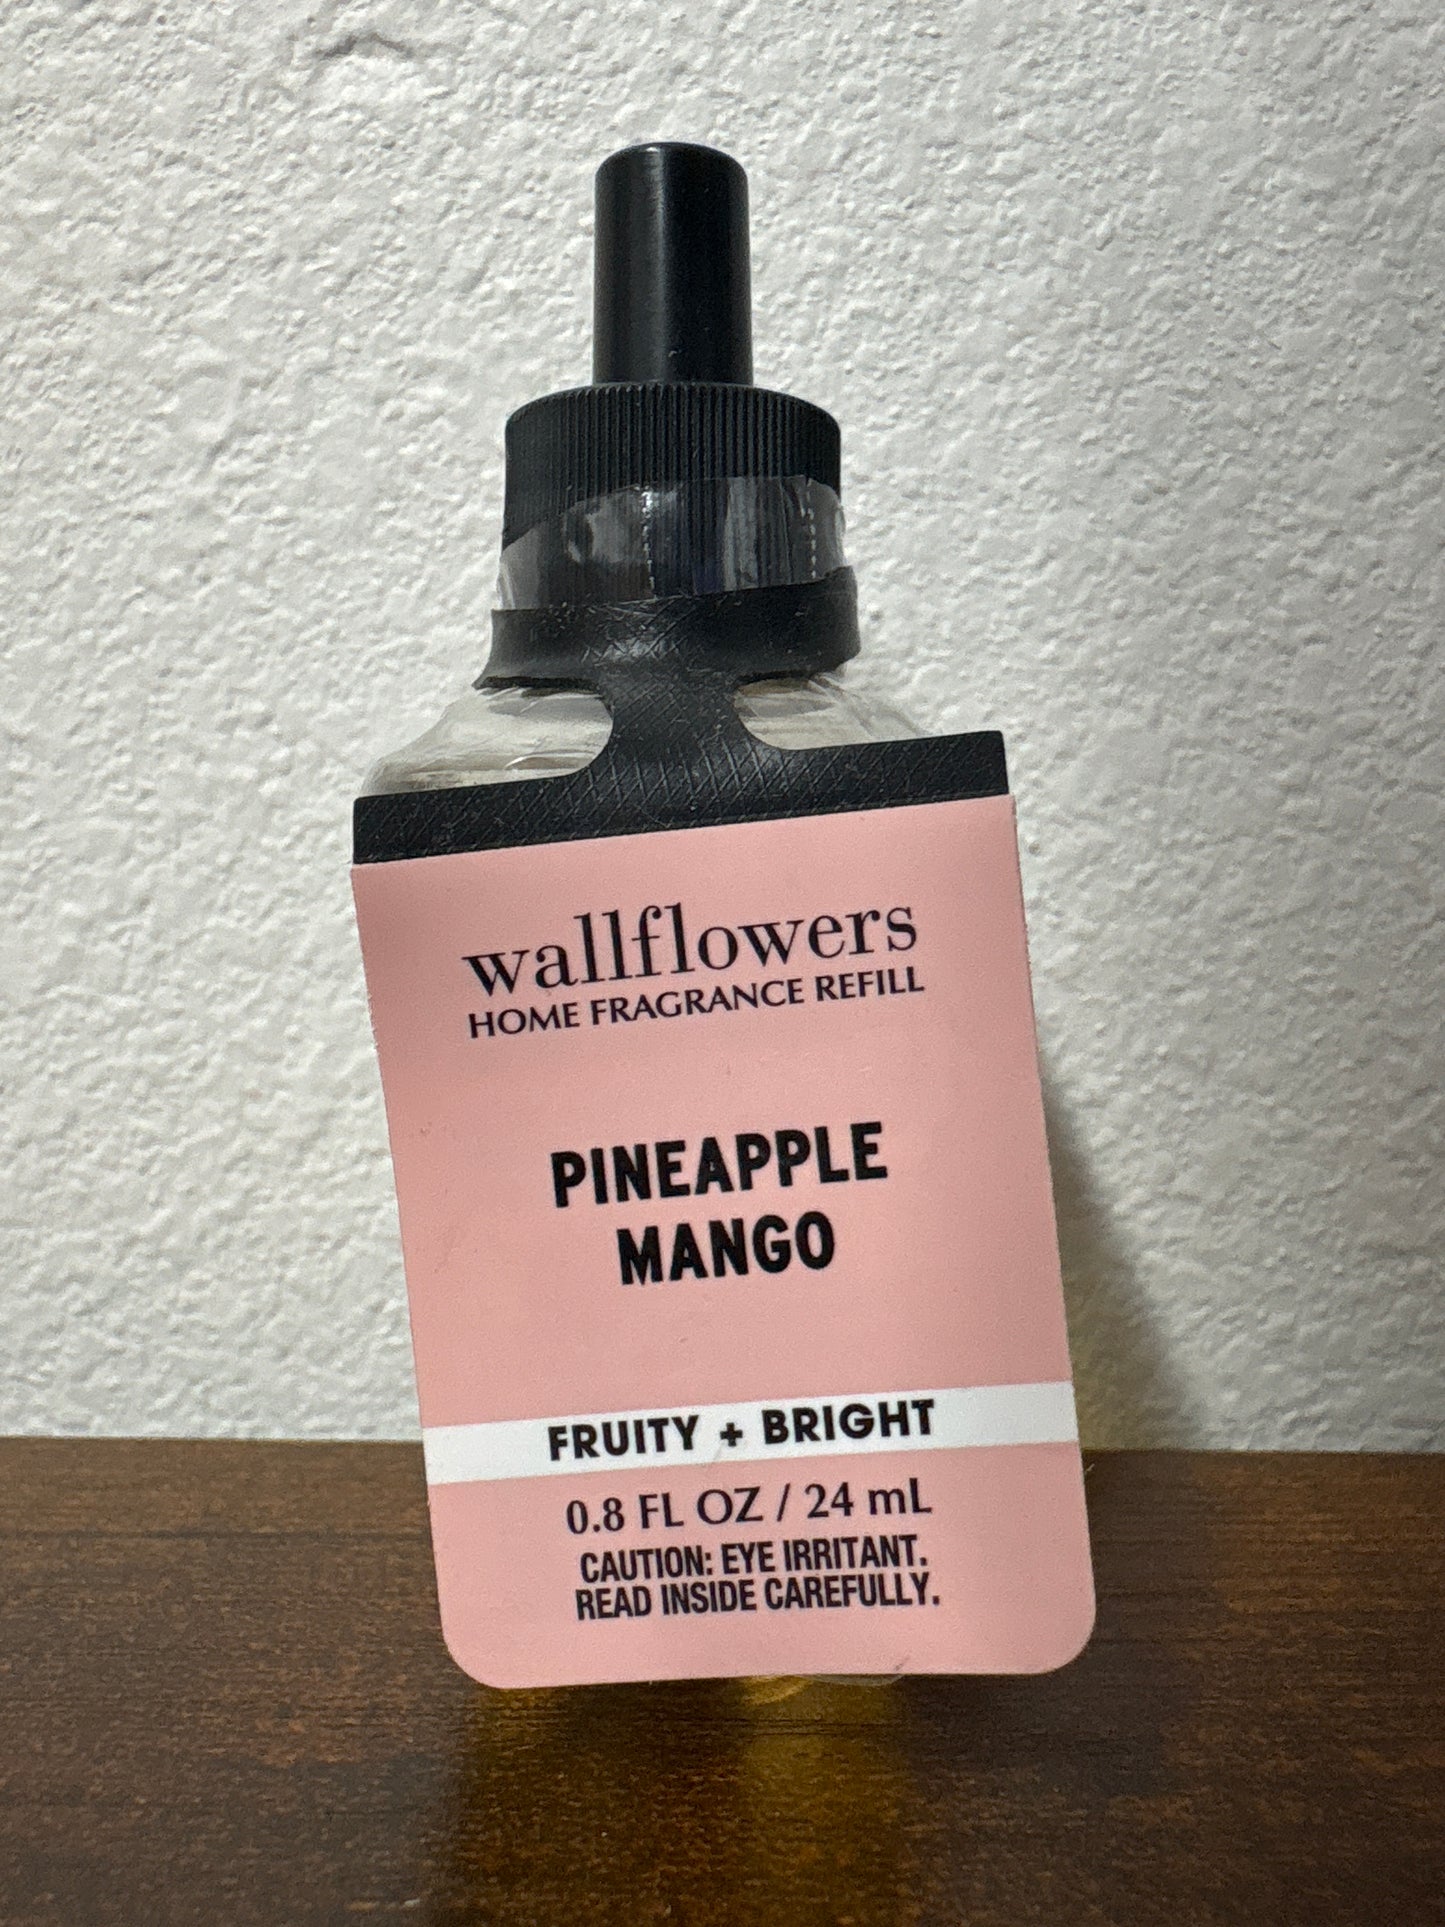 wallflowers
HOME FRAGRANCE REFILL
PINEAPPLE
MANGO
FRUITY + BRIGHT
0.8 FL OZ / 24 mL
CAUTION: EYE IRRITANT.
READ INSIDE CAREFULLY.